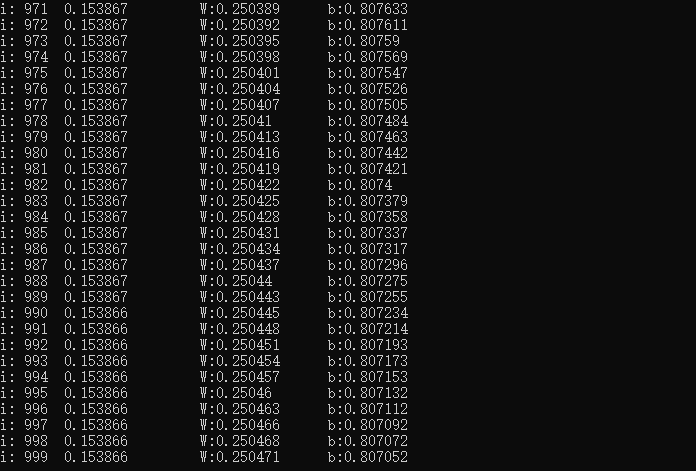 i: 971  0.153867         W:0.250389      b:0.807633
i: 972  0.153867         W:0.250392      b:0.807611
i: 973  0.153867         W:0.250395      b:0.80759
i: 974  0.153867         W:0.250398      b:0.807569
i: 975  0.153867         W:0.250401      b:0.807547
i: 976  0.153867         W:0.250404      b:0.807526
i: 977  0.153867         W:0.250407      b:0.807505
i: 978  0.153867         W:0.25041       b:0.807484
i: 979  0.153867         W:0.250413      b:0.807463
i: 980  0.153867         W:0.250416      b:0.807442
i: 981  0.153867         W:0.250419      b:0.807421
i: 982  0.153867         W:0.250422      b:0.8074
i: 983  0.153867         W:0.250425      b:0.807379
i: 984  0.153867         W:0.250428      b:0.807358
i: 985  0.153867         W:0.250431      b:0.807337
i: 986  0.153867         W:0.250434      b:0.807317
i: 987  0.153867         W:0.250437      b:0.807296
i: 988  0.153867         W:0.25044       b:0.807275
i: 989  0.153867         W:0.250443      b:0.807255
i: 990  0.153866         W:0.250445      b:0.807234
i: 991  0.153866         W:0.250448      b:0.807214
i: 992  0.153866         W:0.250451      b:0.807193
i: 993  0.153866         W:0.250454      b:0.807173
i: 994  0.153866         W:0.250457      b:0.807153
i: 995  0.153866         W:0.25046       b:0.807132
i: 996  0.153866         W:0.250463      b:0.807112
i: 997  0.153866         W:0.250466      b:0.807092
i: 998  0.153866         W:0.250468      b:0.807072
i: 999  0.153866         W:0.250471      b:0.807052